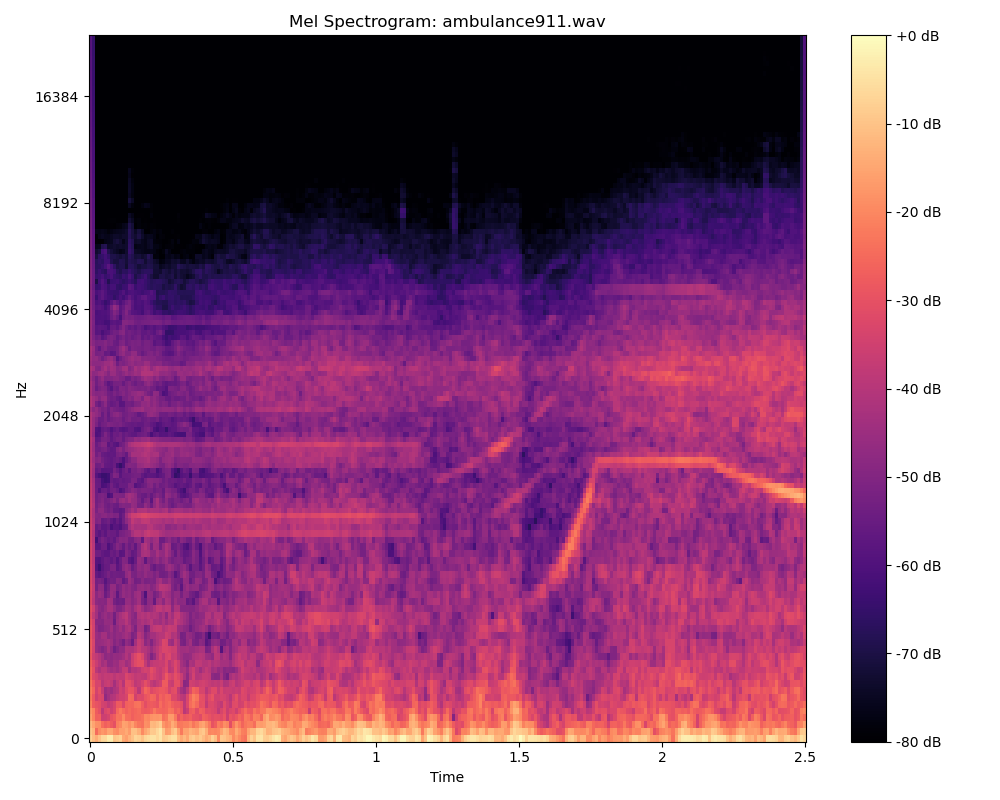 Mel Spectrogram: ambulance911.wav
Hz
16384
8192
4096
2048
1024
512
0
0
0.5
1
1.5
2
2.5
Time
+0 dB
-10 dB
-20 dB
-30 dB
-40 dB
-50 dB
-60 dB
-70 dB
-80 dB